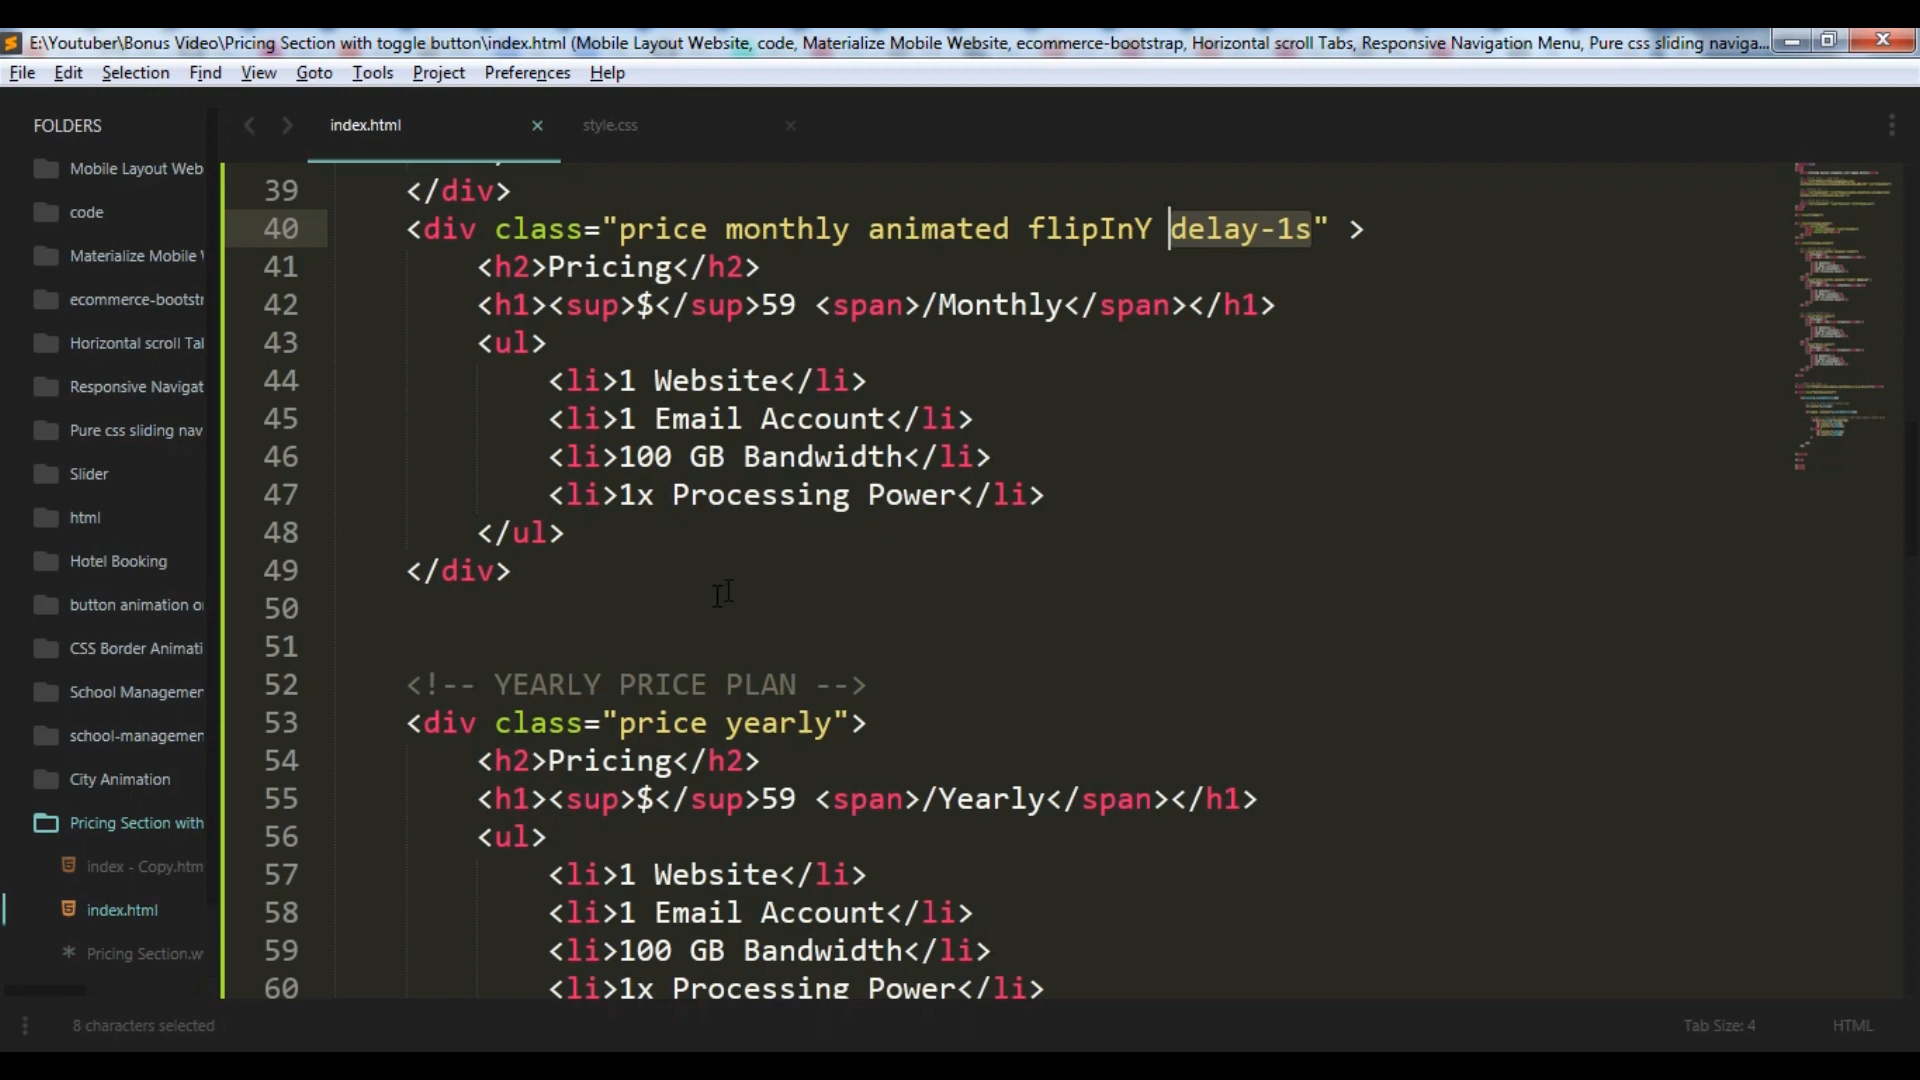 E:\Youtuber\Bonus Video\Pricing Section with toggle button\index.html (Mobile Layout Website, code, Materialize Mobile Website, ecommerce-bootstrap, Horizontal scroll Tabs, Responsive Navigation Menu, Pure css sliding naviga...
File Edit Selection Find View Goto Tools Project Preferences Help
FOLDERS
Mobile Layout Web
code
Materialize Mobile
ecommerce-bootstr
Horizontal scroll Tal
Responsive Navigat
Pure css sliding nav
Slider
html
Hotel Booking
button animation o
CSS Border Animati
School Managemer
school-managemen
City Animation
Pricing Section with
index - Copy.htm
index.html
Pricing Section.w
index.html ×
style.css ×
39 </div>
40 <div class="price monthly animated flipInY delay-1s" >
41 <h2>Pricing</h2>
42 <h1><sup>$</sup>59 <span>/Monthly</span></h1>
43 <ul>
44 <li>1 Website</li>
45 <li>1 Email Account</li>
46 <li>100 GB Bandwidth</li>
47 <li>1x Processing Power</li>
48 </ul>
49 </div>
50
51
52 <!-- YEARLY PRICE PLAN -->
53 <div class="price yearly">
54 <h2>Pricing</h2>
55 <h1><sup>$</sup>59 <span>/Yearly</span></h1>
56 <ul>
57 <li>1 Website</li>
58 <li>1 Email Account</li>
59 <li>100 GB Bandwidth</li>
60 <li>1x Processing Power</li>
8 characters selected
Tab Size: 4
HTML